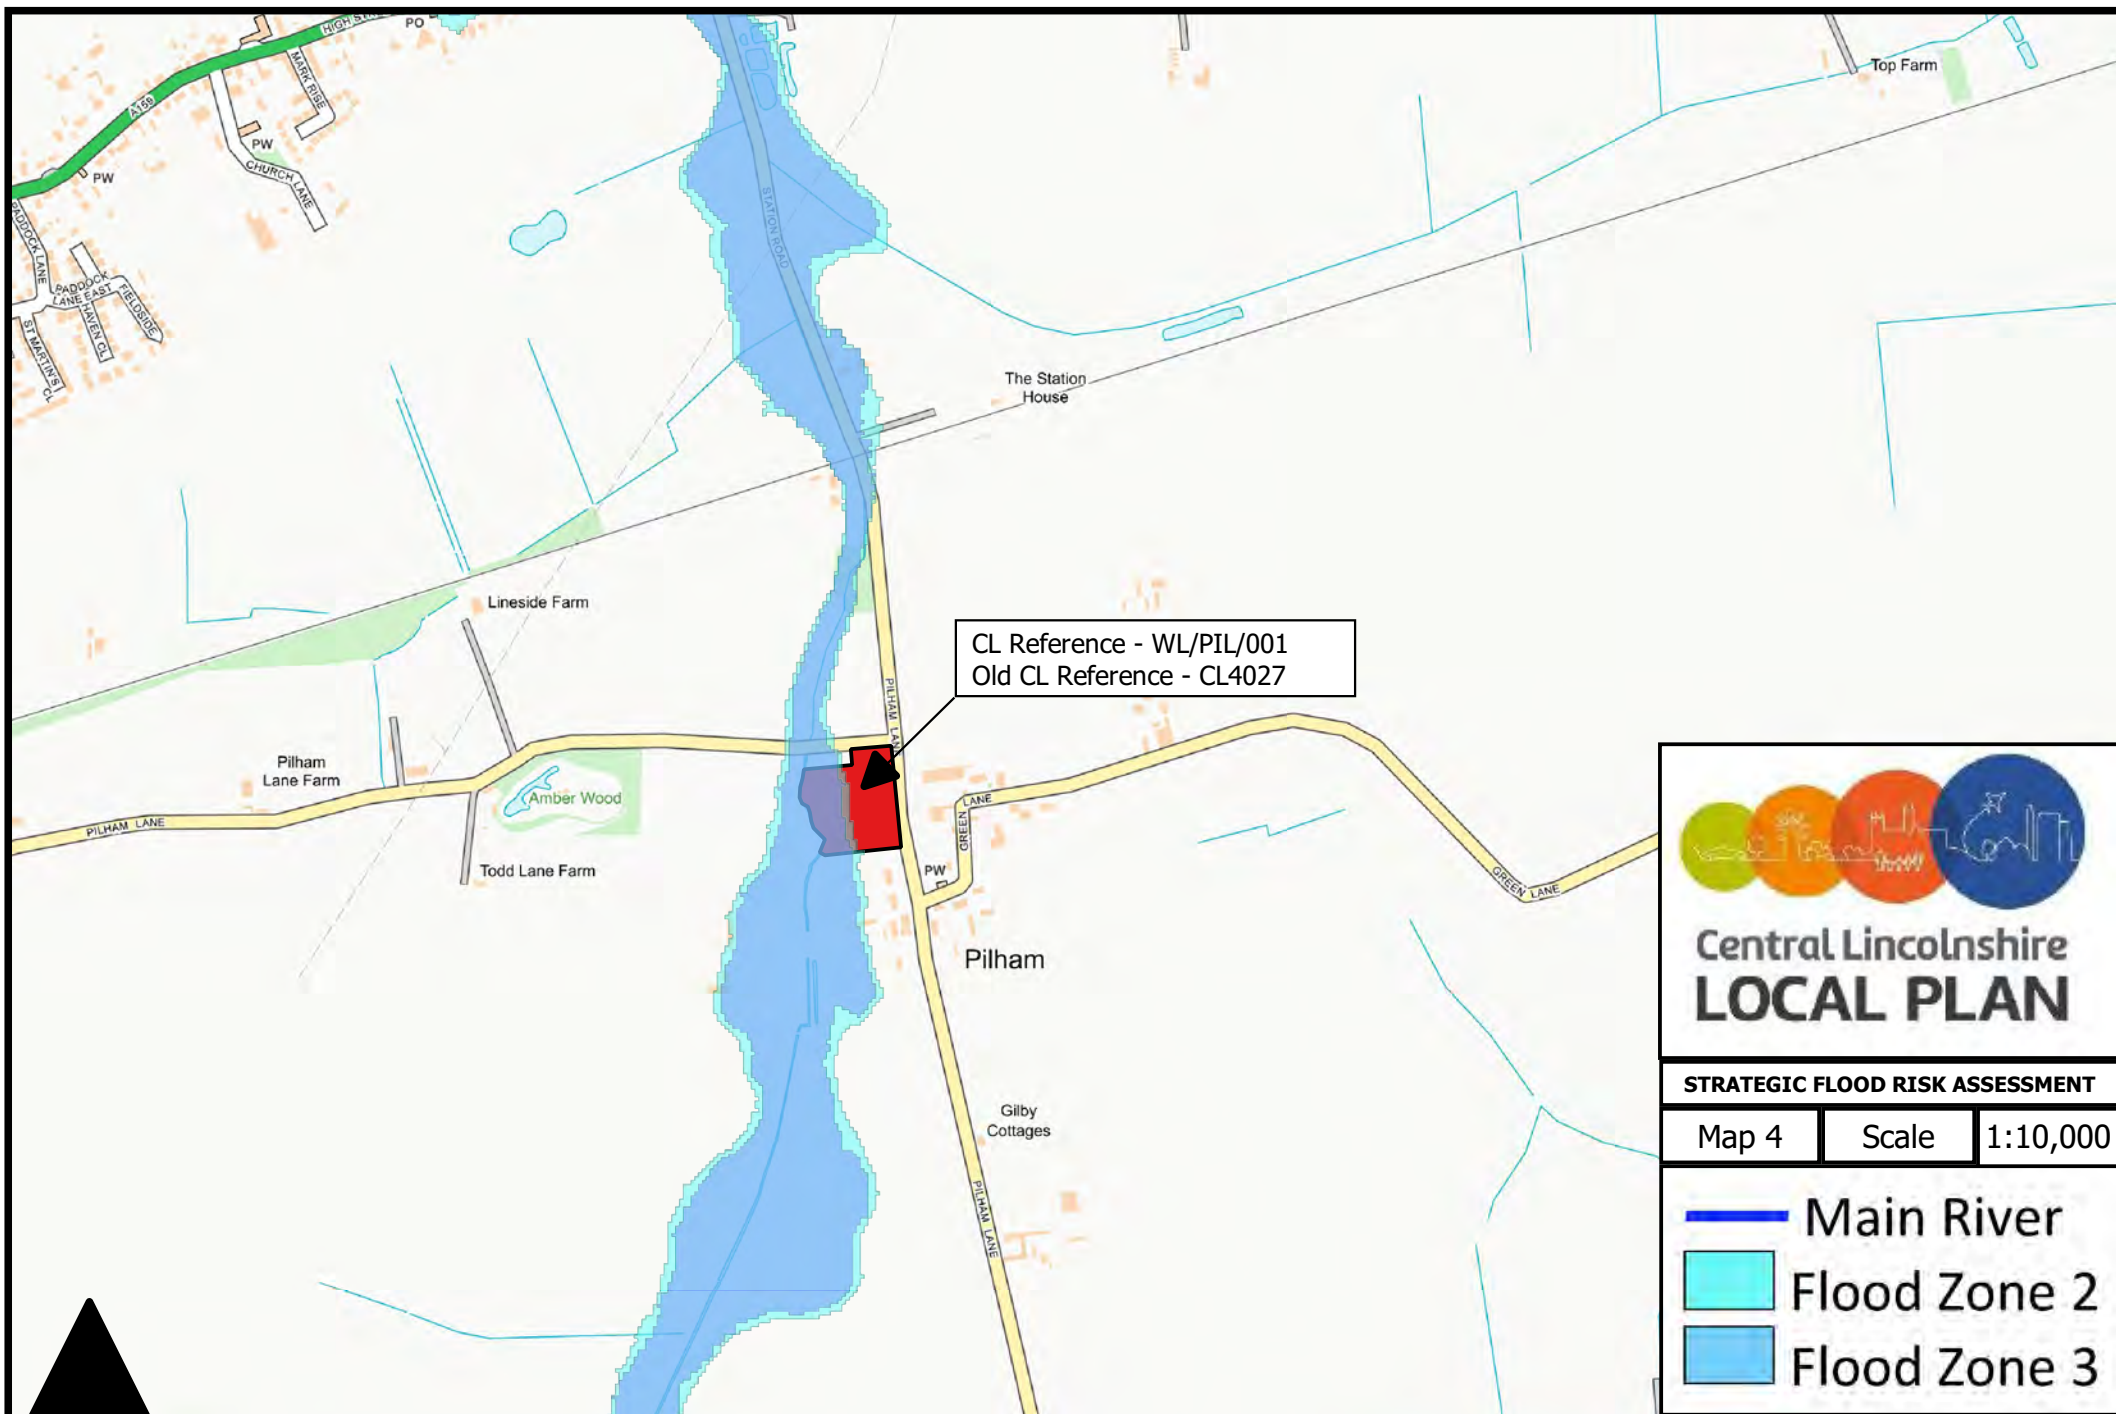 HIGH STR
PO
MARK RISE
A159
PW
CHURCH LANE
PW
PADDOCK LANE
PADDOCK
LANE EAST
FIELDSIDE
HAVEN CL
ST MARTIN'S
CL
STATION ROAD
Top Farm
The Station
House
Lineside Farm
CL Reference - WL/PIL/001
Old CL Reference - CL4027
PILHAM LANE
Pilham
Lane Farm
Amber Wood
PILHAM LANE
Todd Lane Farm
GREEN
LANE
PW
GREEN LANE
Pilham
Gilby
Cottages
PILHAM LANE
Central Lincolnshire
LOCAL PLAN
STRATEGIC FLOOD RISK ASSESSMENT
Map 4
Scale
1:10,000
Main River
Flood Zone 2
Flood Zone 3